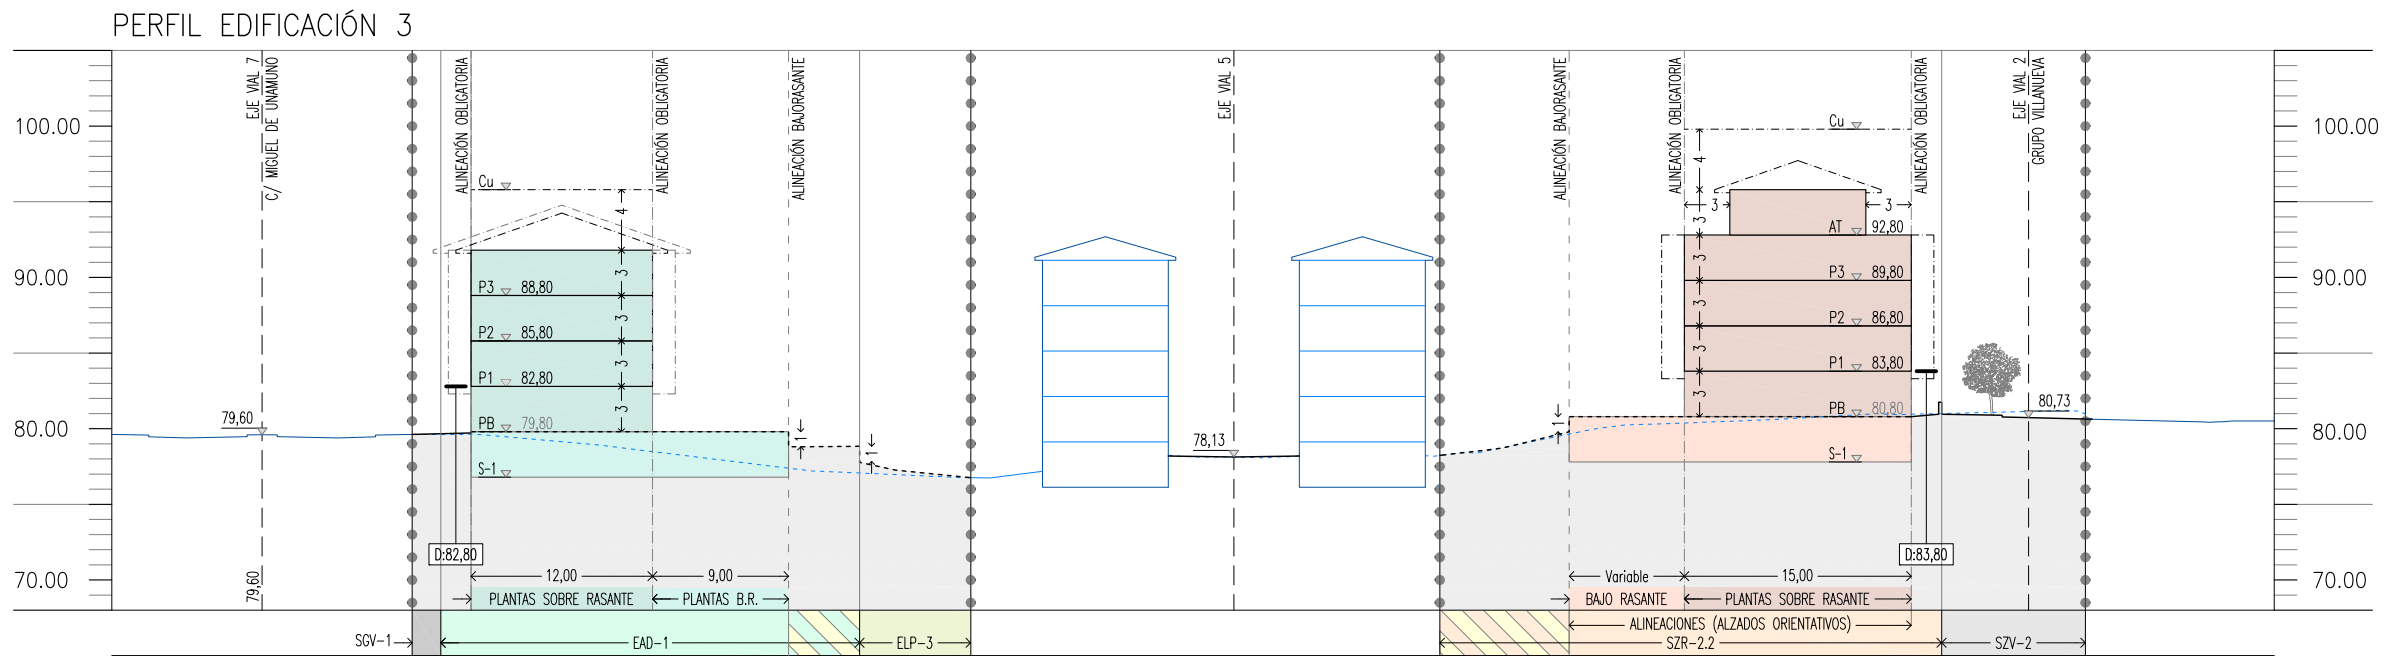 PERFIL EDIFICACIÓN 3
EJE VIAL 7
C/ MIGUEL DE UNAMUNO
ALINEACIÓN OBLIGATORIA
ALINEACIÓN OBLIGATORIA
ALINEACIÓN BAJORASANTE
EJE VIAL 5
ALINEACIÓN BAJORASANTE
ALINEACIÓN OBLIGATORIA
ALINEACIÓN OBLIGATORIA
EJE VIAL 2
GRUPO VILLANUEVA
100.00
90.00
80.00
70.00
79,60
79,60
Cu
4
P3 88,80
3
P2 85,80
3
P1 82,80
3
PB 79,80
3
S-1
1
1
D:82,80
12,00
9,00
PLANTAS SOBRE RASANTE
PLANTAS B.R.
SGV-1
EAD-1
ELP-3
78,13
Cu
4
3
3
3
AT 92,80
3
P3 89,80
3
P2 86,80
3
P1 83,80
3
PB 80,80
S-1
1
80,73
D:83,80
Variable
15,00
BAJO RASANTE
PLANTAS SOBRE RASANTE
ALINEACIONES (ALZADOS ORIENTATIVOS)
SZR-2.2
SZV-2
100.00
90.00
80.00
70.00